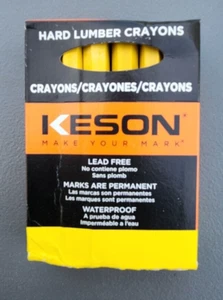 HARD LUMBER CRAYONS
CRAYONS/CRAYONES/CRAYONS
KESON
MAKE YOUR MARK
LEAD FREE
No contiene plomo
Sans plomb
MARKS ARE PERMANENT
Las marcas son permanentes
Les marques sont permanentes
WATERPROOF
A prueba de agua
Imperméable a l'eau